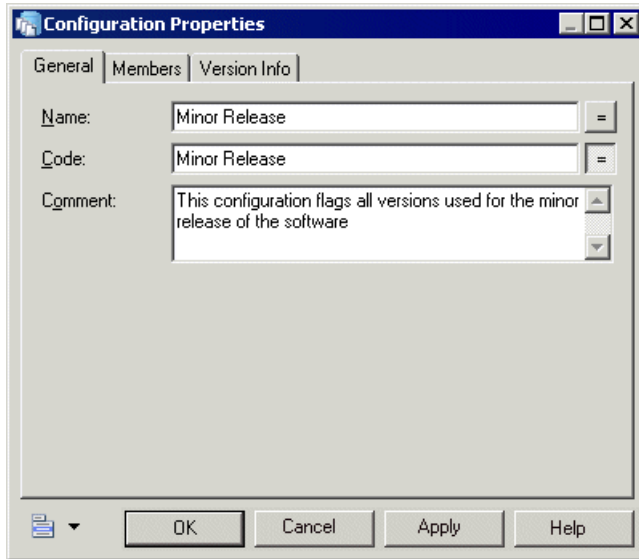 Configuration Properties
General Members Version Info
Name: Minor Release =
Code: Minor Release =
Comment: This configuration flags all versions used for the minor
release of the software
OK Cancel Apply Help